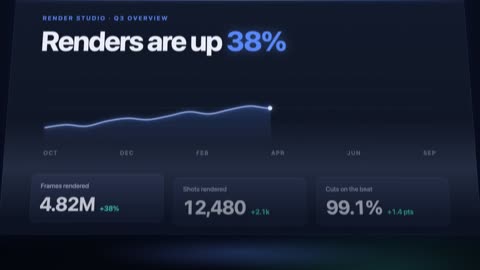 RENDER STUDIO · Q3 OVERVIEW
Renders are up 38%
OCT DEC FEB APR JUN SEP
Frames rendered
4.82M +38%
Shots rendered
12,480 +2.1k
Cuts on the beat
99.1% +1.4 pts